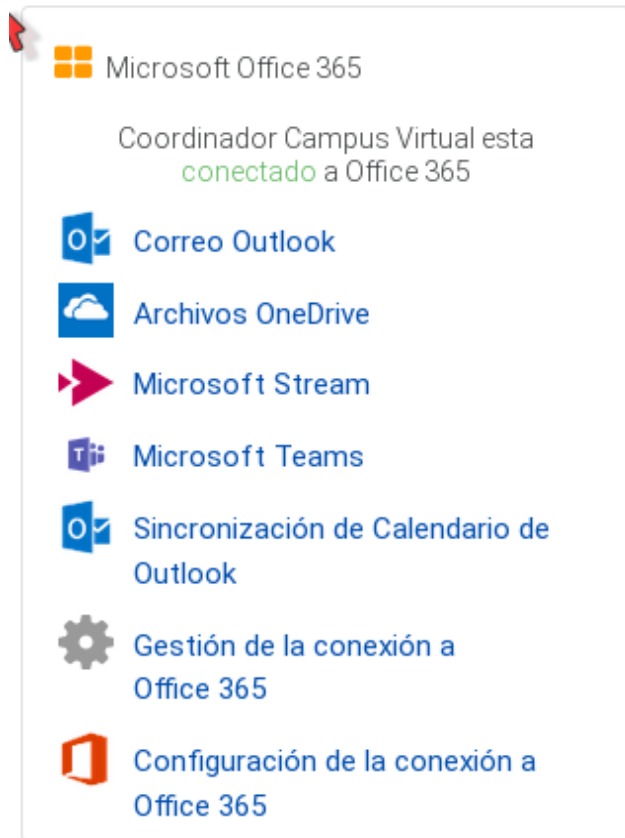 Microsoft Office 365
Coordinador Campus Virtual esta
conectado a Office 365
Correo Outlook
Archivos OneDrive
Microsoft Stream
Microsoft Teams
Sincronización de Calendario de
Outlook
Gestión de la conexión a
Office 365
Configuración de la conexión a
Office 365